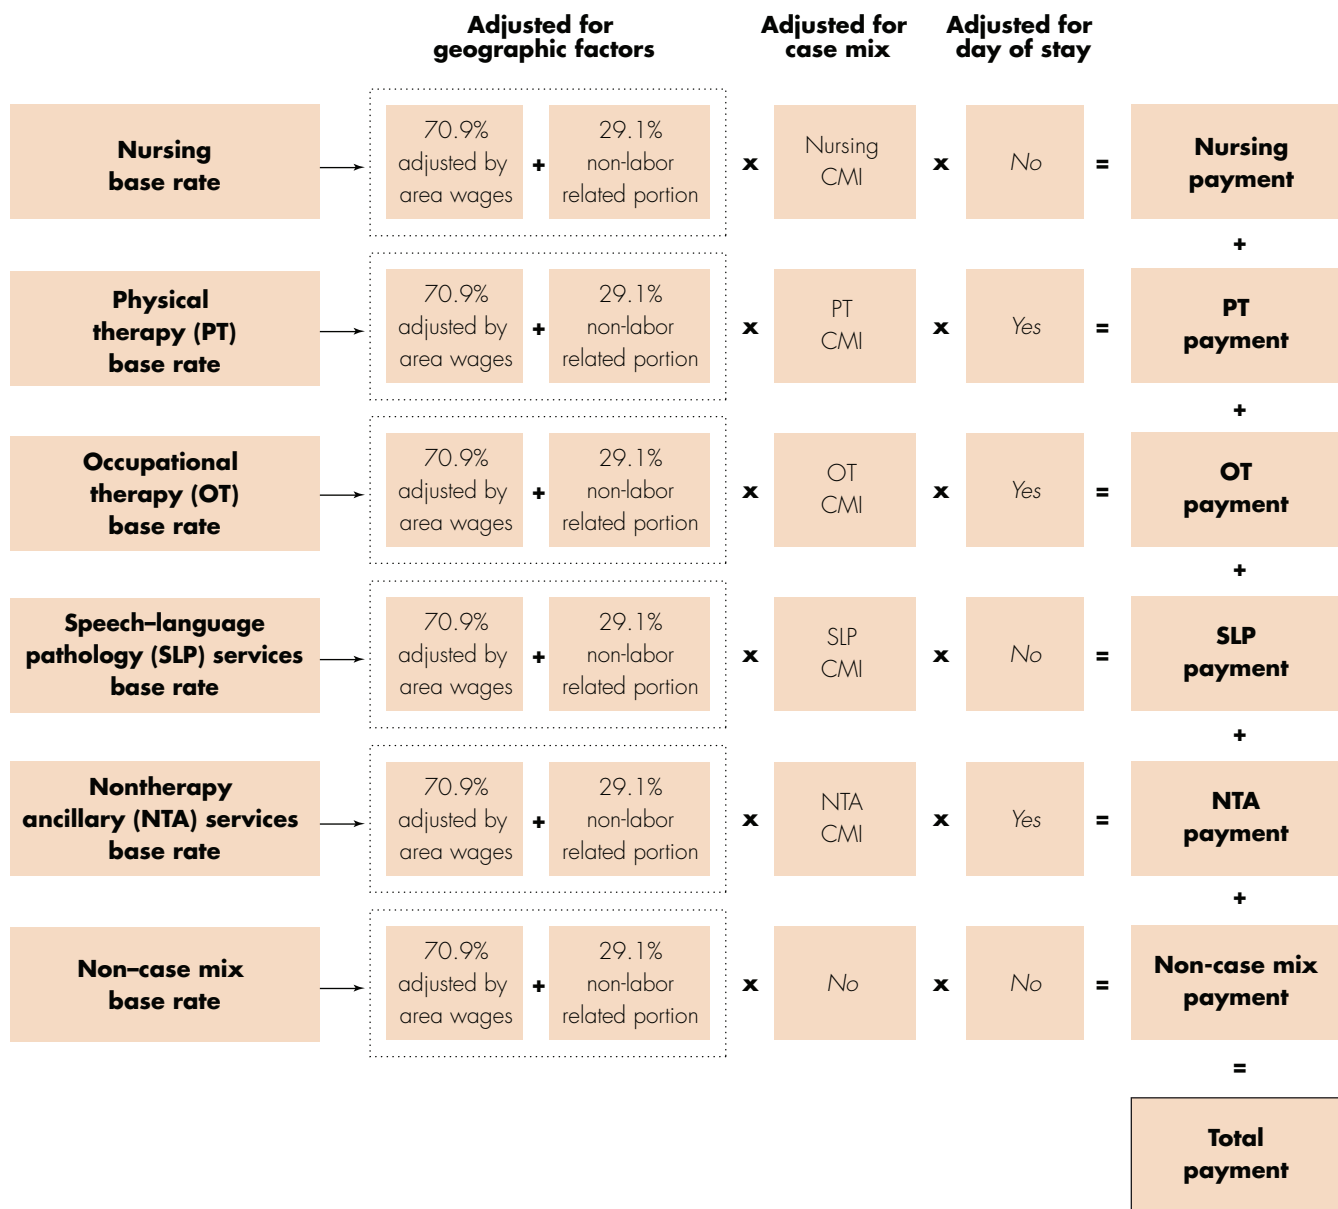 Adjusted for
geographic factors
Adjusted for
case mix
Adjusted for
day of stay
Nursing
base rate
70.9%
adjusted by
area wages
+
29.1%
non-labor
related portion
x
Nursing
CMI
x
No
=
Nursing
payment
+
Physical
therapy (PT)
base rate
70.9%
adjusted by
area wages
+
29.1%
non-labor
related portion
x
PT
CMI
x
Yes
=
PT
payment
+
Occupational
therapy (OT)
base rate
70.9%
adjusted by
area wages
+
29.1%
non-labor
related portion
x
OT
CMI
x
Yes
=
OT
payment
+
Speech–language
pathology (SLP) services
base rate
70.9%
adjusted by
area wages
+
29.1%
non-labor
related portion
x
SLP
CMI
x
No
=
SLP
payment
+
Nontherapy
ancillary (NTA) services
base rate
70.9%
adjusted by
area wages
+
29.1%
non-labor
related portion
x
NTA
CMI
x
Yes
=
NTA
payment
+
Non–case mix
base rate
70.9%
adjusted by
area wages
+
29.1%
non-labor
related portion
x
No
x
No
=
Non-case mix
payment
=
Total
payment